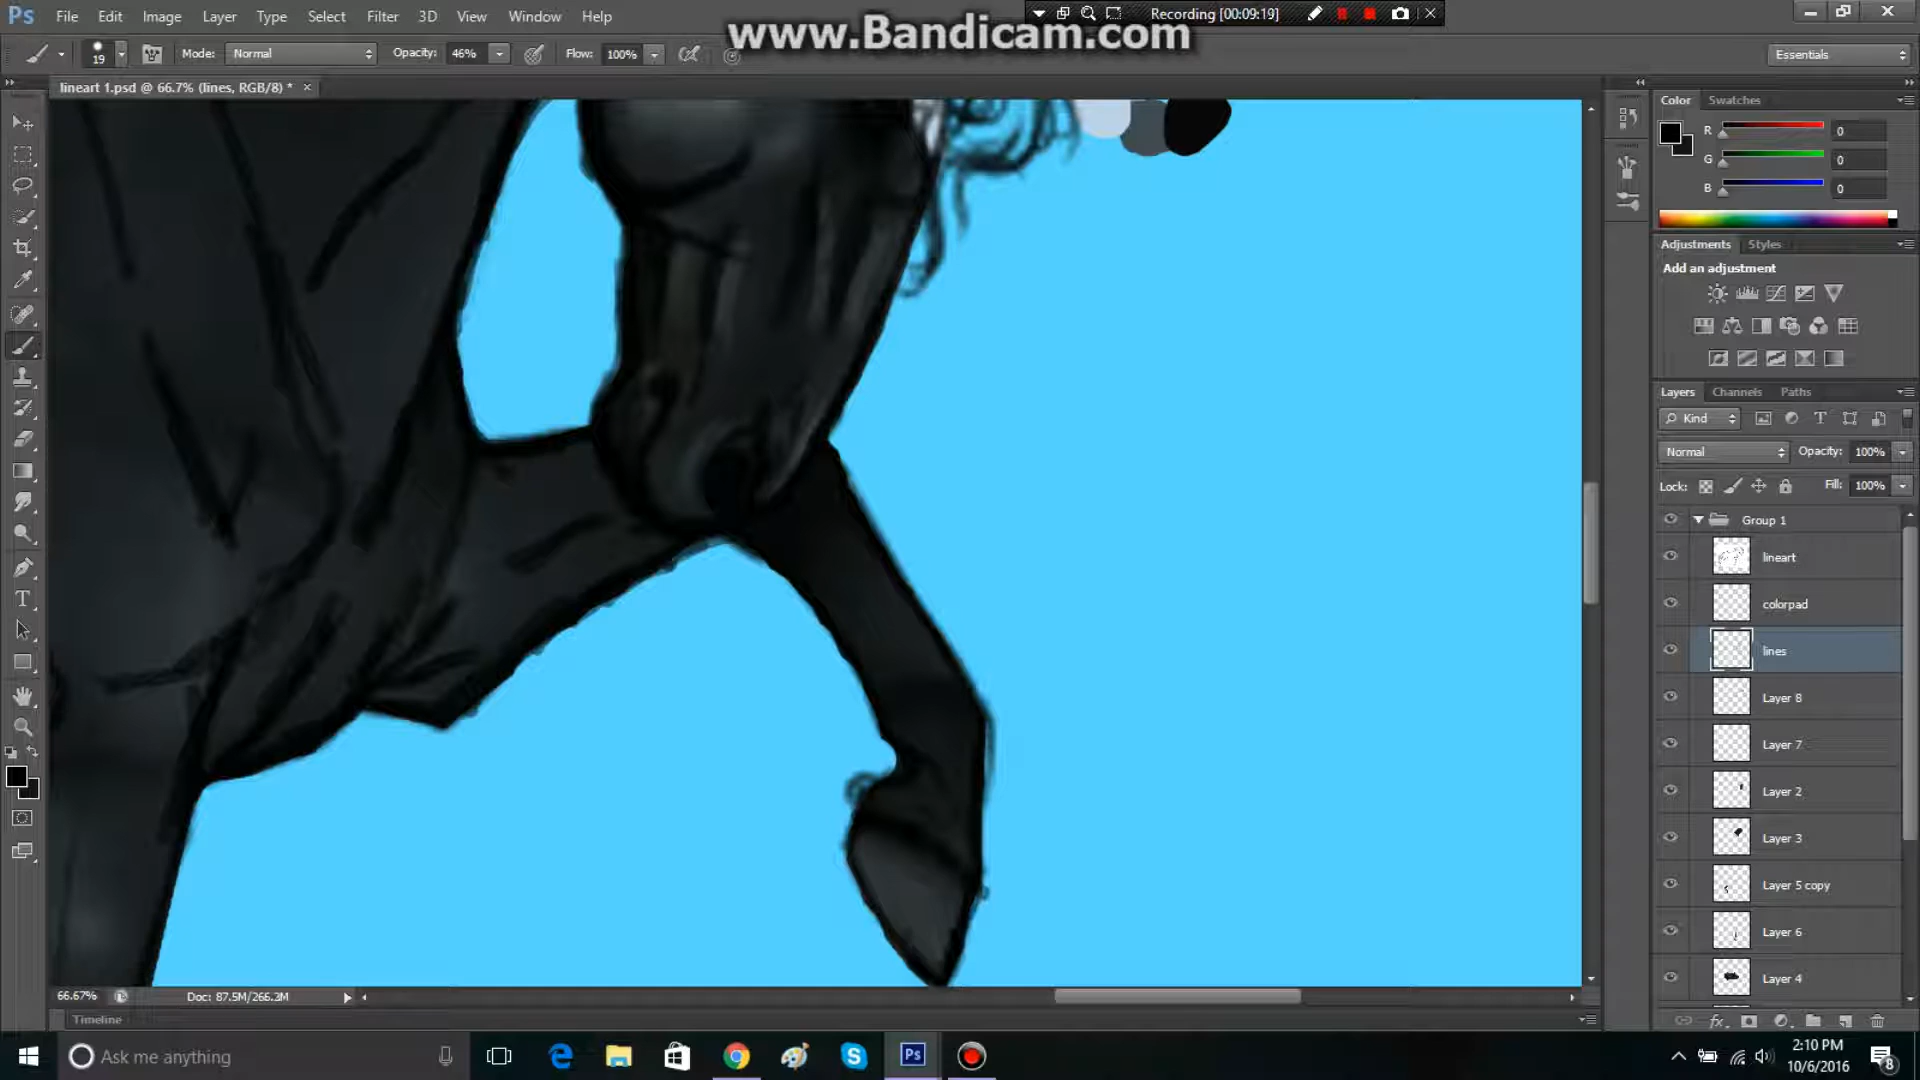 Ps File Edit Image Layer Type Select Filter 3D View Window Help
Recording [00:09:19]
www.Bandicam.com
19 Mode: Normal Opacity: 46% Flow: 100% Essentials
lineart 1.psd @ 66.7% (lines, RGB/8) * ×
Color Swatches
R 0
G 0
B 0
Adjustments Styles
Add an adjustment
Layers Channels Paths
Kind
Normal Opacity: 100%
Lock: Fill: 100%
Group 1
lineart
colorpad
lines
Layer 8
Layer 7
Layer 2
Layer 3
Layer 5 copy
Layer 6
Layer 4
66.67% Doc: 87.5M/266.2M
Timeline
Ask me anything
Ps
2:10 PM
10/6/2016
8